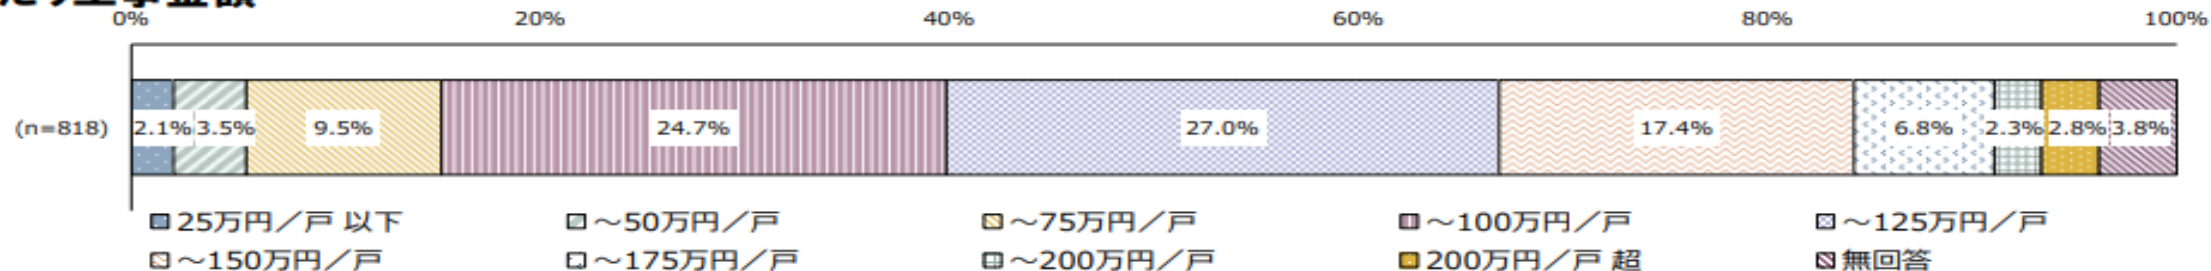 0% 20% 40% 60% 80% 100%
(n=818) 2.1% 3.5% 9.5% 24.7% 27.0% 17.4% 6.8% 2.3% 2.8% 3.8%
25万円／戸 以下 ～50万円／戸 ～75万円／戸 ～100万円／戸 ～125万円／戸
～150万円／戸 ～175万円／戸 ～200万円／戸 200万円／戸 超 無回答